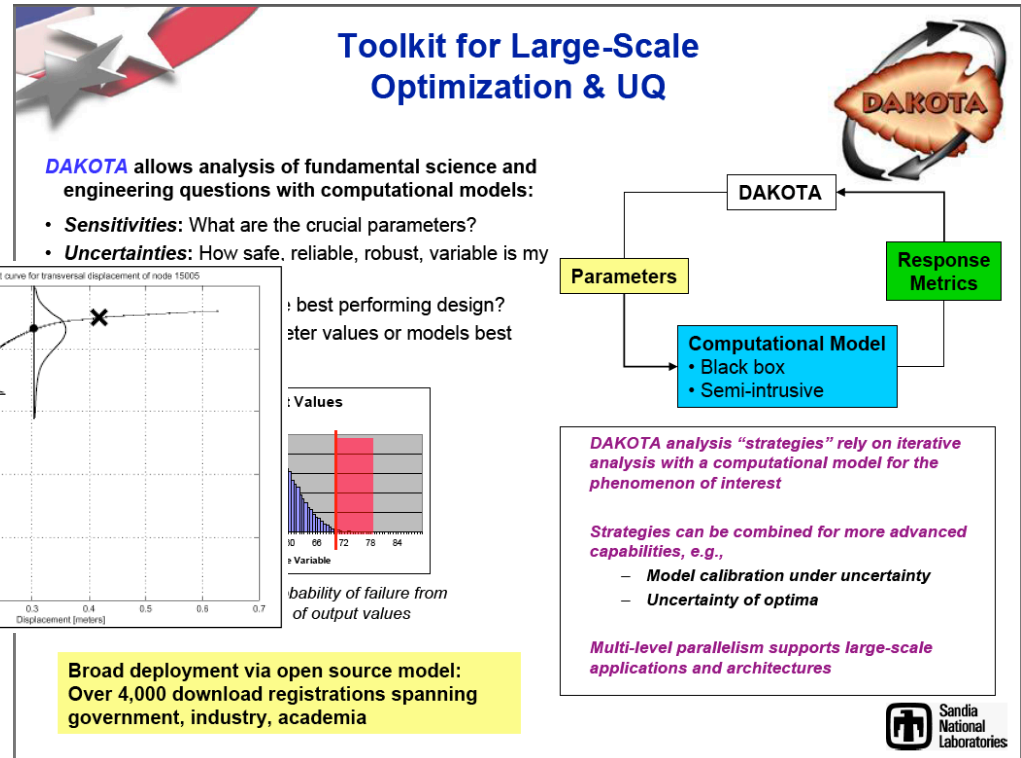 Toolkit for Large-Scale
Optimization & UQ
DAKOTA
DAKOTA allows analysis of fundamental science and
engineering questions with computational models:
• Sensitivities: What are the crucial parameters?
• Uncertainties: How safe, reliable, robust, variable is my
best performing design?
values or models best
curve for transversal displacement of node 15005
0.3 0.4 0.5 0.6 0.7
Displacement [meters]
Values
66 72 78 84
Variable
of failure from
of output values
Broad deployment via open source model:
Over 4,000 download registrations spanning
government, industry, academia
DAKOTA
Parameters
Response
Metrics
Computational Model
• Black box
• Semi-intrusive
DAKOTA analysis “strategies” rely on iterative
analysis with a computational model for the
phenomenon of interest
Strategies can be combined for more advanced
capabilities, e.g.,
– Model calibration under uncertainty
– Uncertainty of optima
Multi-level parallelism supports large-scale
applications and architectures
Sandia
National
Laboratories